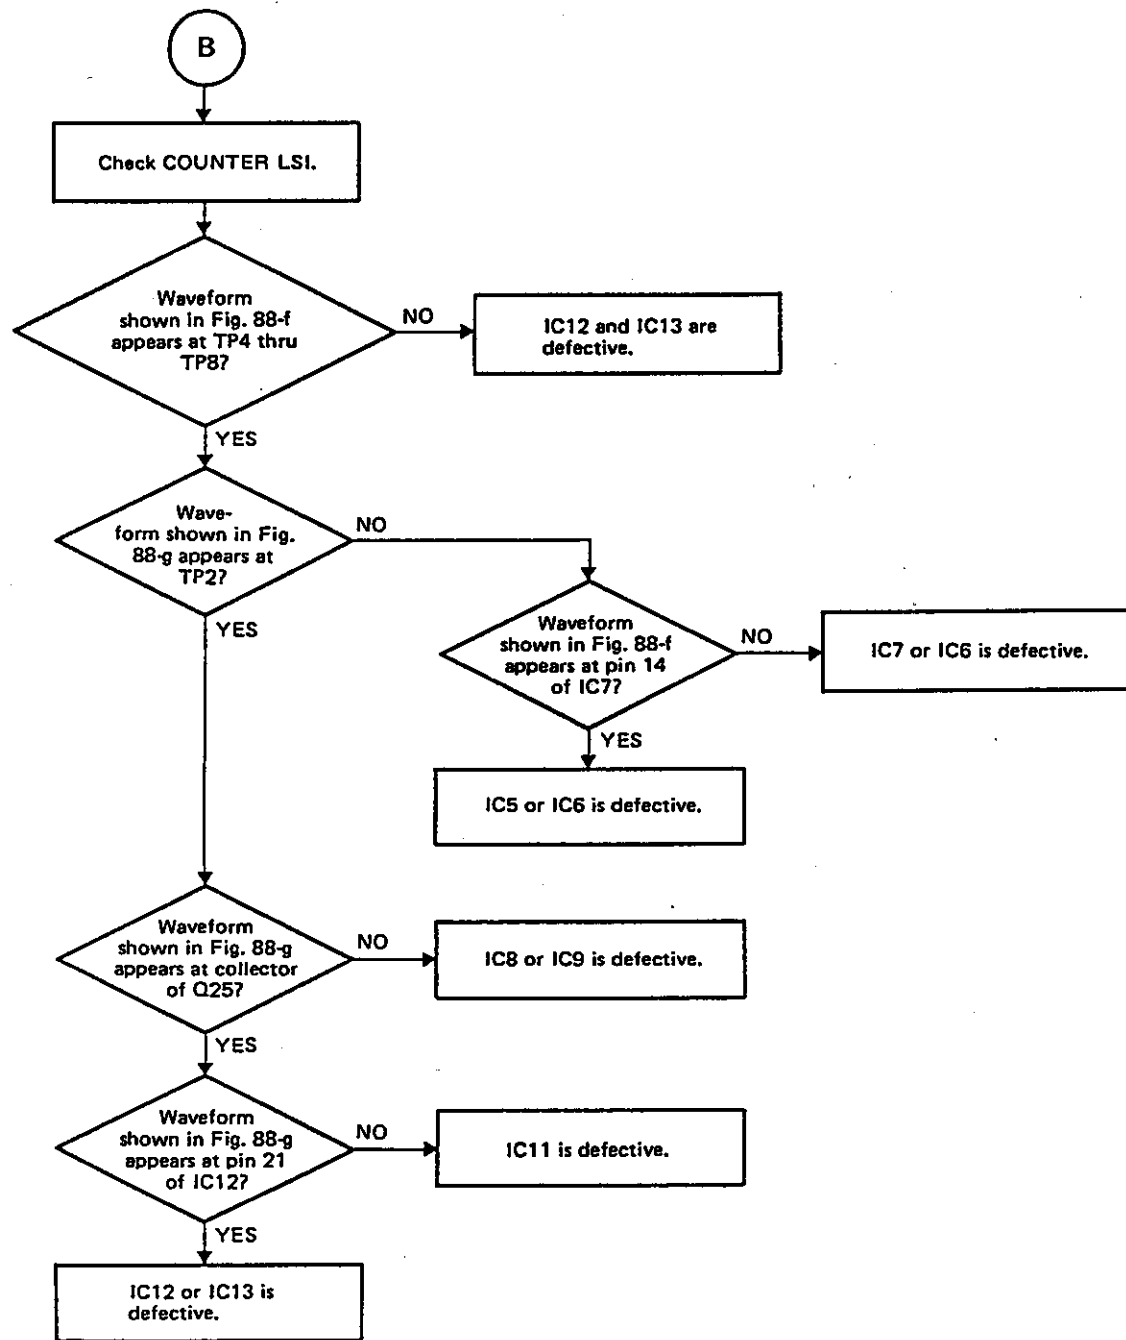 B
Check COUNTER LSI.
Waveform
shown in Fig. 88-f
appears at TP4 thru
TP8?
NO
IC12 and IC13 are
defective.
YES
Wave-
form shown in Fig.
88-g appears at
TP2?
NO
YES
Waveform
shown in Fig. 88-f
appears at pin 14
of IC7?
NO
IC7 or IC6 is defective.
YES
IC5 or IC6 is defective.
Waveform
shown in Fig. 88-g
appears at collector
of Q25?
NO
IC8 or IC9 is defective.
YES
Waveform
shown in Fig. 88-g
appears at pin 21
of IC12?
NO
IC11 is defective.
YES
IC12 or IC13 is
defective.